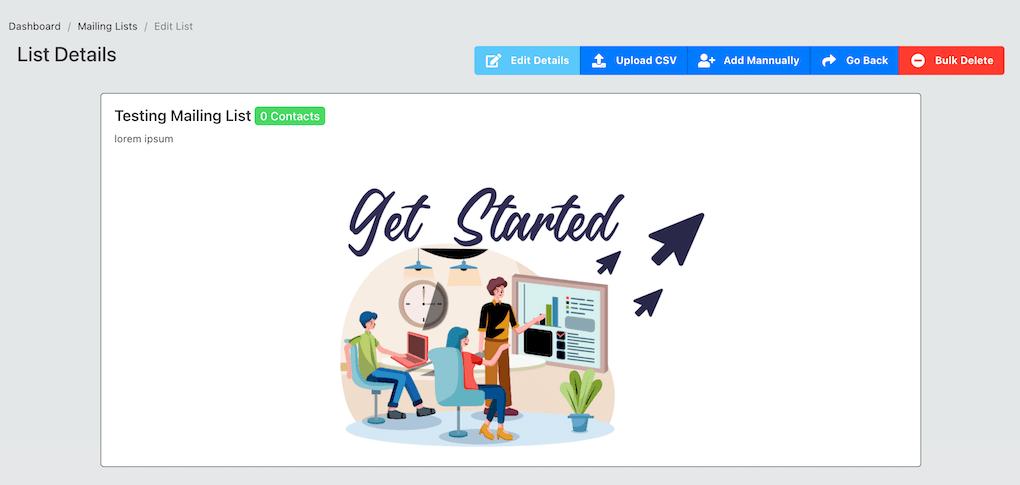 Dashboard / Mailing Lists / Edit List
List Details
Edit Details Upload CSV Add Mannually Go Back Bulk Delete
Testing Mailing List 0 Contacts
lorem ipsum
Get Started